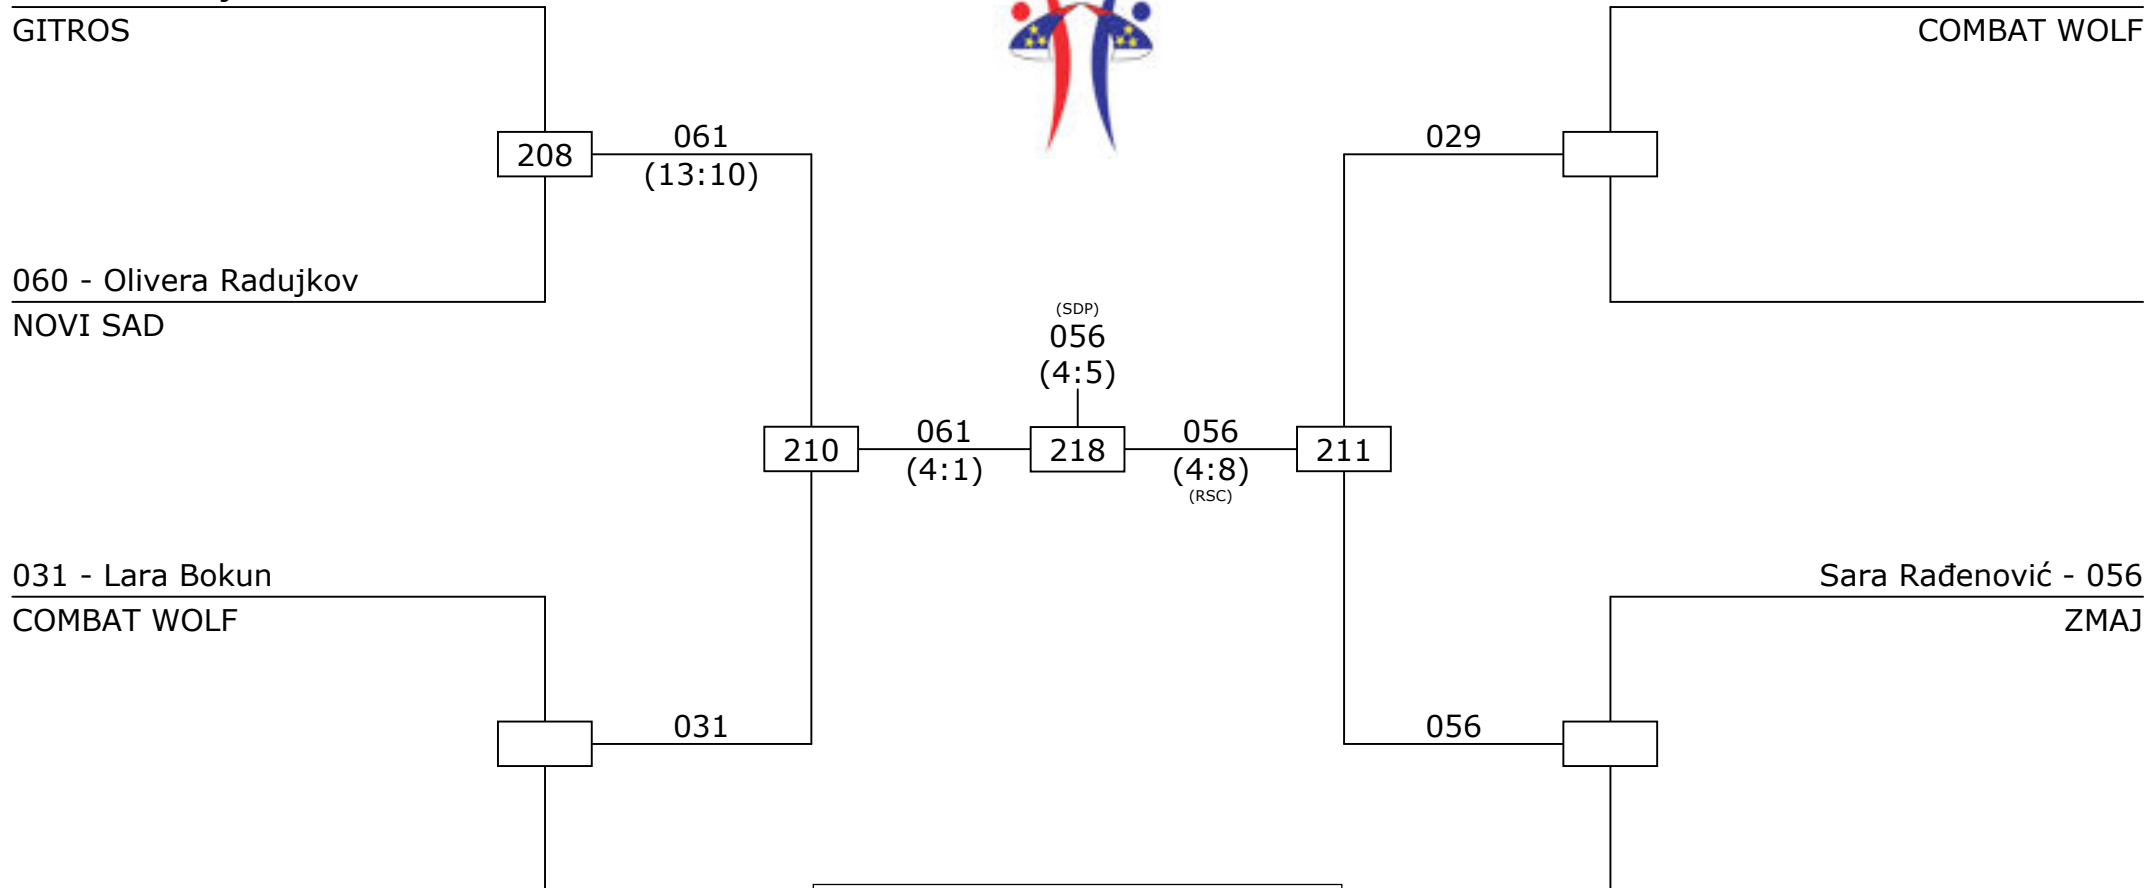 GITROS
COMBAT WOLF
208
061
(13:10)
029
060 - Olivera Radujkov
NOVI SAD
(SDP)
056
(4:5)
210
061
(4:1)
218
056
(4:8)
(RSC)
211
031 - Lara Bokun
COMBAT WOLF
Sara Rađenović - 056
ZMAJ
031
056